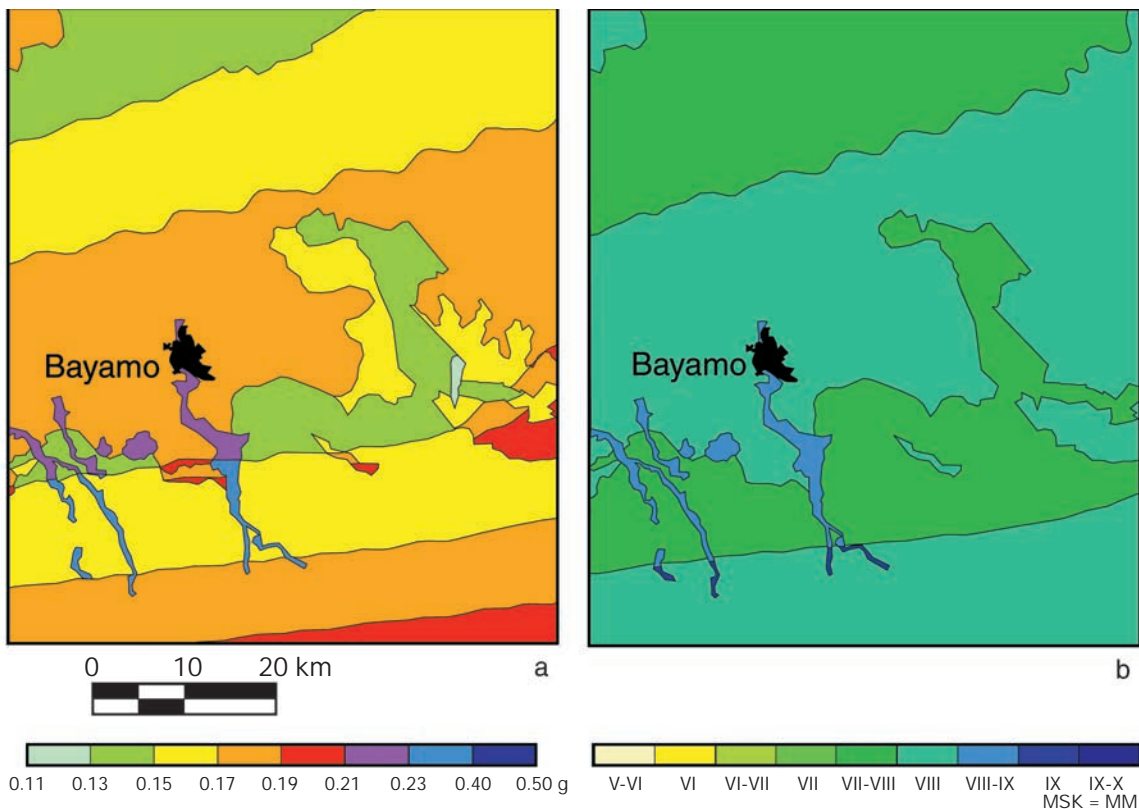 Bayamo
Bayamo
0 10 20 km
a
b
0.11 0.13 0.15 0.17 0.19 0.21 0.23 0.40 0.50 g
V-VI VI VI-VII VII VII-VIII VIII VIII-IX IX IX-X
MSK = MM